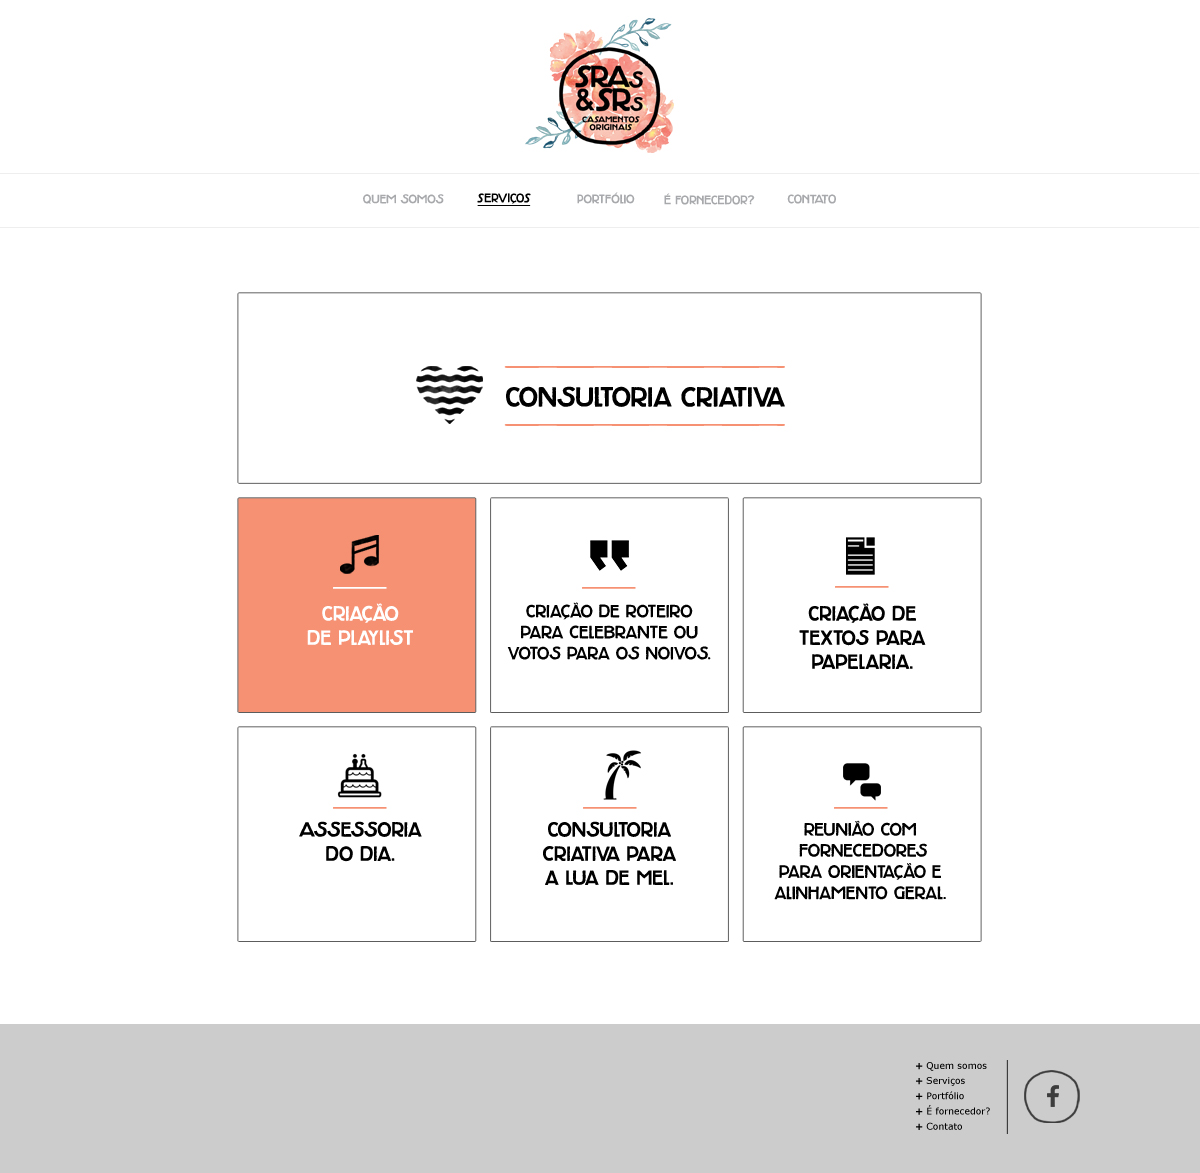 SRAs
&SRs
CASAMENTOS
ORIGINAIS
QUEM SOMOS
SERVIÇOS
PORTFÓLIO
É FORNECEDOR?
CONTATO
CONSULTORIA CRIATIVA
CRIAÇÃO
DE PLAYLIST
CRIAÇÃO DE ROTEIRO
PARA CELEBRANTE OU
VOTOS PARA OS NOIVOS.
CRIAÇÃO DE
TEXTOS PARA
PAPELARIA.
ASSESSORIA
DO DIA.
CONSULTORIA
CRIATIVA PARA
A LUA DE MEL.
REUNIÃO COM
FORNECEDORES
PARA ORIENTAÇÃO E
ALINHAMENTO GERAL.
+ Quem somos
+ Serviços
+ Portfólio
+ É fornecedor?
+ Contato
f